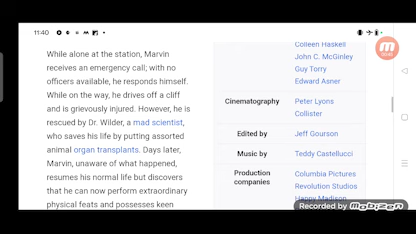 11:40
While alone at the station, Marvin
receives an emergency call; with no
officers available, he responds himself.
While on the way, he drives off a cliff
and is grievously injured. However, he is
rescued by Dr. Wilder, a mad scientist,
who saves his life by putting assorted
animal organ transplants. Days later,
Marvin, unaware of what happened,
resumes his normal life but discovers
that he can now perform extraordinary
physical feats and possesses keen
Colleen Haskell
John C. McGinley
Guy Torry
Edward Asner
Cinematography
Peter Lyons
Collister
Edited by
Jeff Gourson
Music by
Teddy Castellucci
Production
companies
Columbia Pictures
Revolution Studios
Happy Madison
Recorded by
MOBIZEN